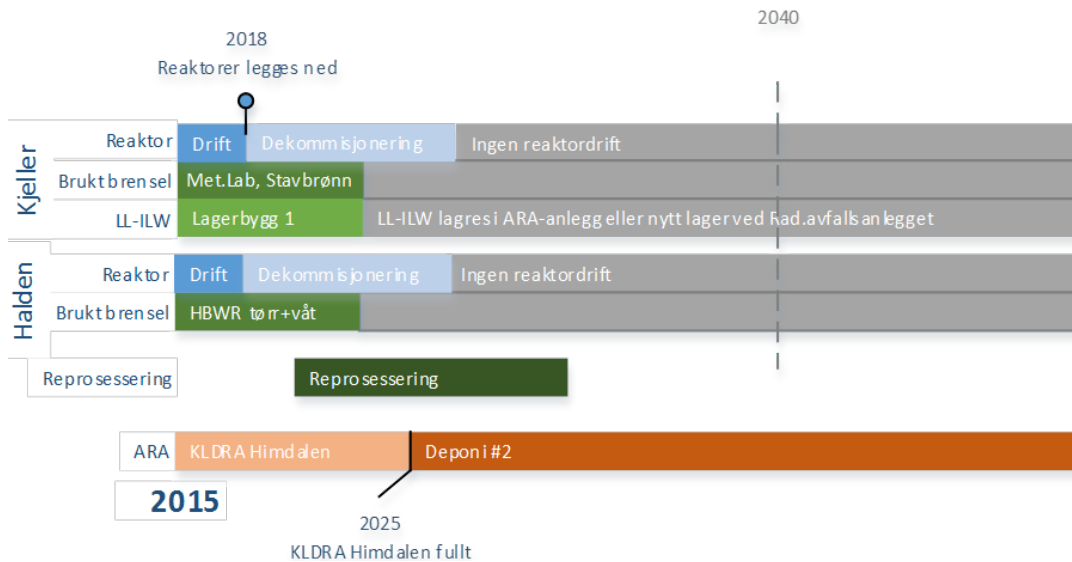 2040
2018
Reaktorer legges ned
Kjeller
Reaktor Drift Dekommisjonering Ingen reaktordrift
Brukt brensel Met.Lab, Stavbrønn
LL-ILW Lagerbygg 1 LL-ILW lagres i ARA-anlegg eller nytt lager ved Rad.avfallsanlegget
Halden
Reaktor Drift Dekommisjonering Ingen reaktordrift
Brukt brensel HBWR tørr+våt
Reprosessering Reprosessering
ARA KLDRA Himdalen Deponi #2
2015
2025
KLDRA Himdalen fullt